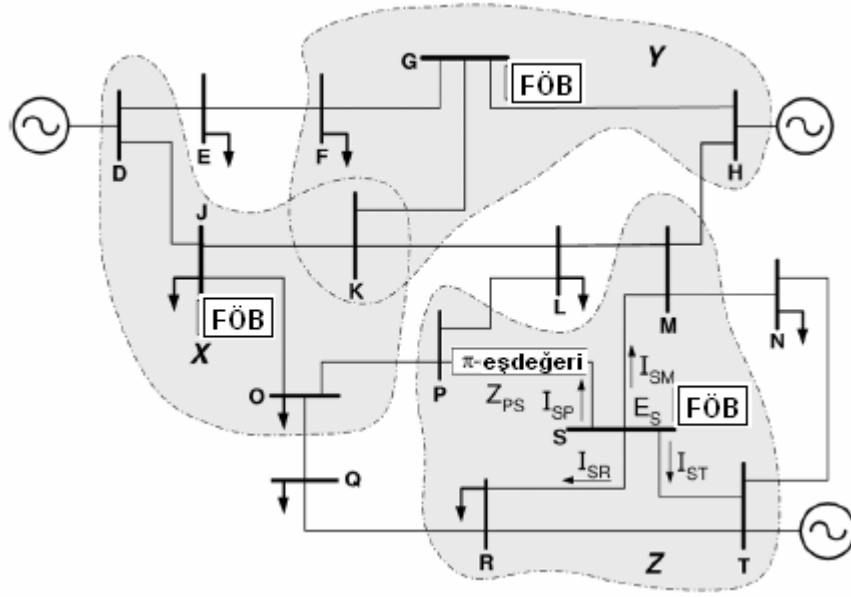 G
FÖB
Y
D
E
F
H
J
K
L
M
N
FÖB
X
P
π-eşdeğeri
Z_PS
I_SP
I_SM
E_S
FÖB
O
S
I_SR
I_ST
Q
R
Z
T